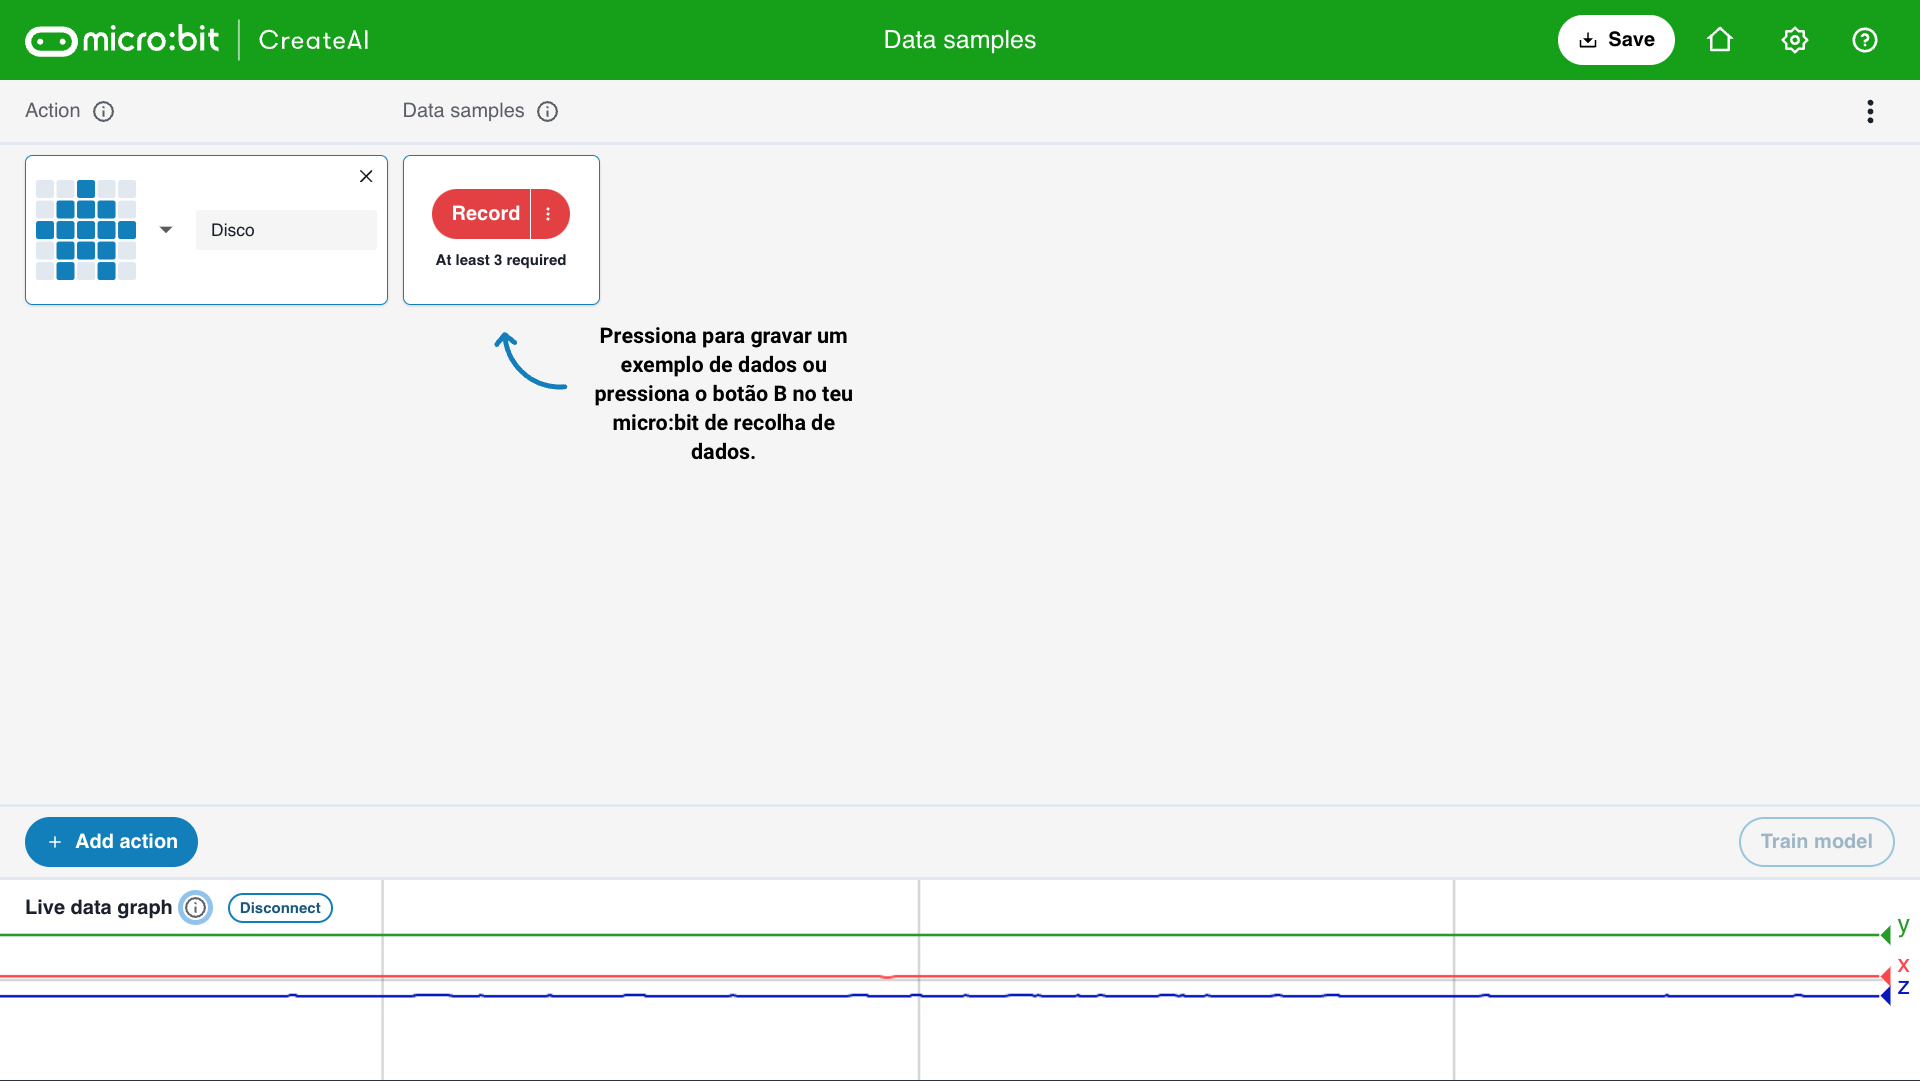 micro:bit CreateAI
Data samples
Save
Action
Data samples
Disco
Record
At least 3 required
Pressiona para gravar um
exemplo de dados ou
pressiona o botão B no teu
micro:bit de recolha de
dados.
+ Add action
Train model
Live data graph
Disconnect
y
x
z